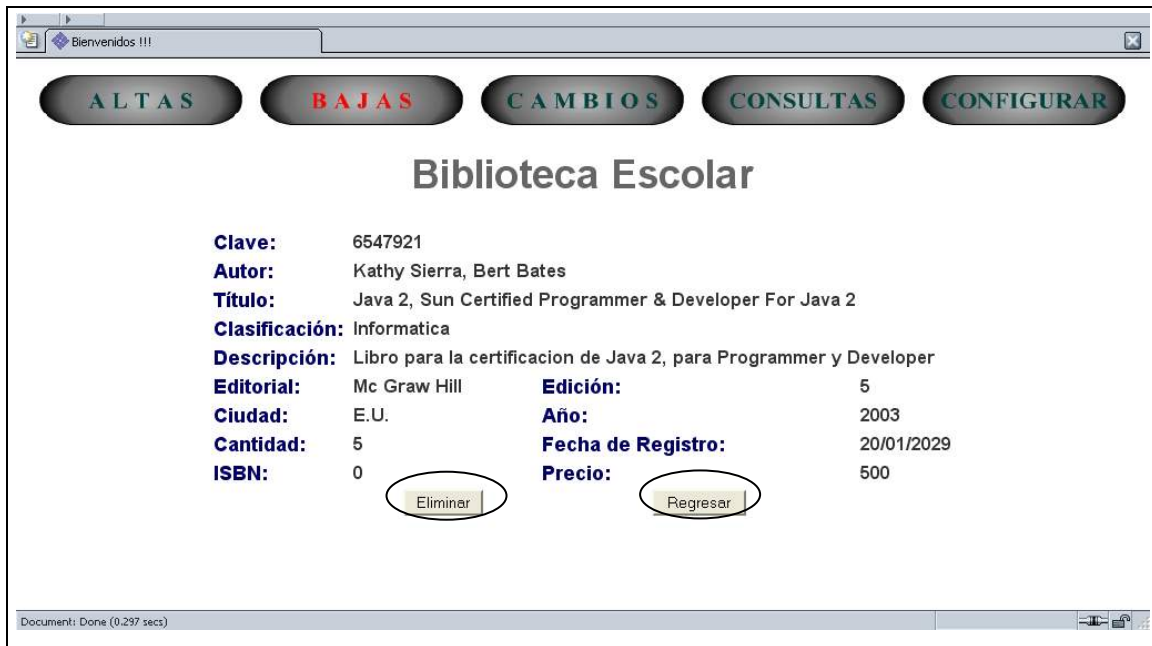 Bienvenidos !!!
ALTAS BAJAS CAMBIOS CONSULTAS CONFIGURAR
Biblioteca Escolar
Clave: 6547921
Autor: Kathy Sierra, Bert Bates
Título: Java 2, Sun Certified Programmer & Developer For Java 2
Clasificación: Informatica
Descripción: Libro para la certificacion de Java 2, para Programmer y Developer
Editorial: Mc Graw Hill Edición: 5
Ciudad: E.U. Año: 2003
Cantidad: 5 Fecha de Registro: 20/01/2029
ISBN: 0 Precio: 500
Eliminar Regresar
Document: Done (0.297 secs)